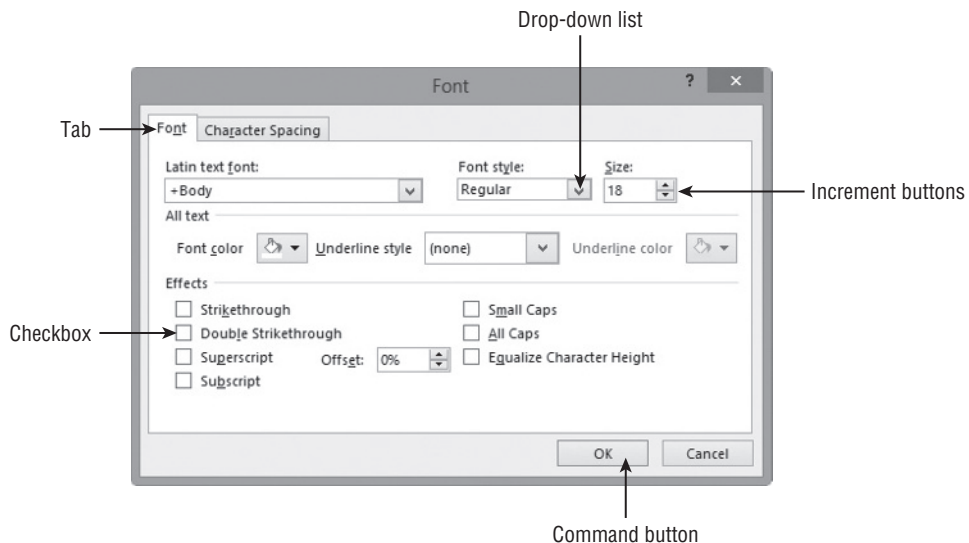 Drop-down list
Font ? ×
Tab
Font Character Spacing
Latin text font: Font style: Size:
+Body Regular 18
Increment buttons
All text
Font color Underline style (none) Underline color
Effects
Strikethrough Small Caps
Checkbox
Double Strikethrough All Caps
Superscript Offset: 0% Equalize Character Height
Subscript
OK Cancel
Command button